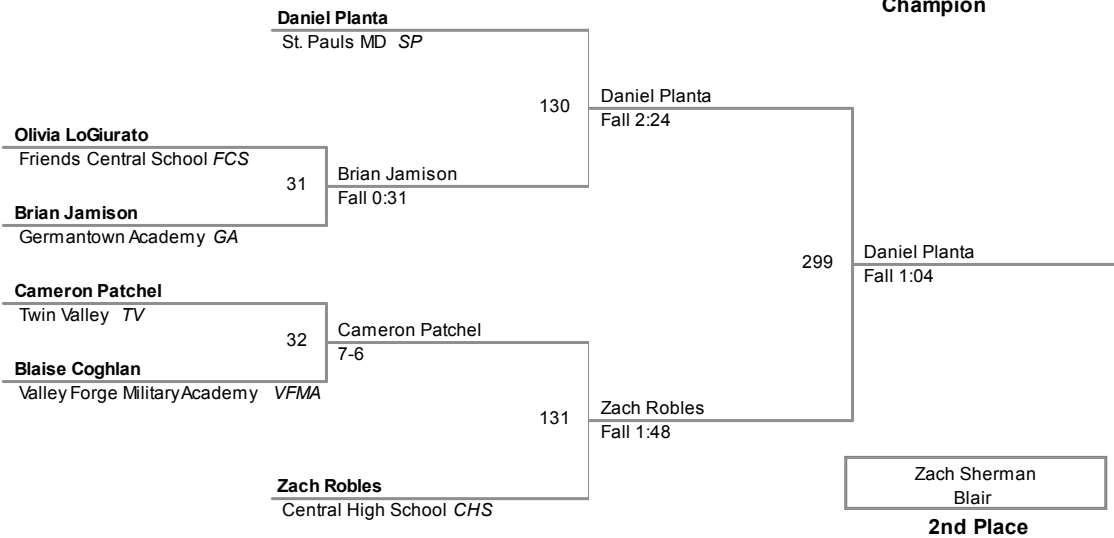 Champion
Daniel Planta
St. Pauls MD SP
130
Daniel Planta
Fall 2:24
Olivia LoGiurato
Friends Central School FCS
31
Brian Jamison
Fall 0:31
Brian Jamison
Germantown Academy GA
299
Daniel Planta
Fall 1:04
Cameron Patchel
Twin Valley TV
32
Cameron Patchel
7-6
Blaise Coghlan
Valley Forge Military Academy VFMA
131
Zach Robles
Fall 1:48
Zach Robles
Central High School CHS
Zach Sherman
Blair
2nd Place